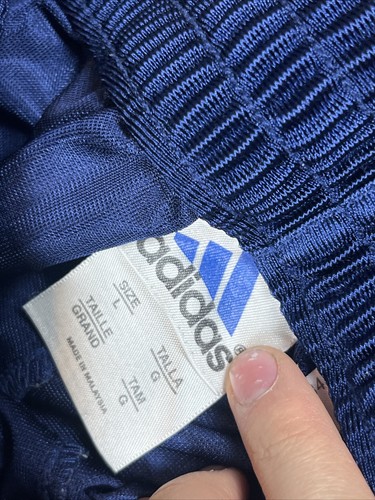 adidas®
SIZE
L
TAILLE
GRAND
TALLA
G
TAM
G
MADE IN MALAYSIA